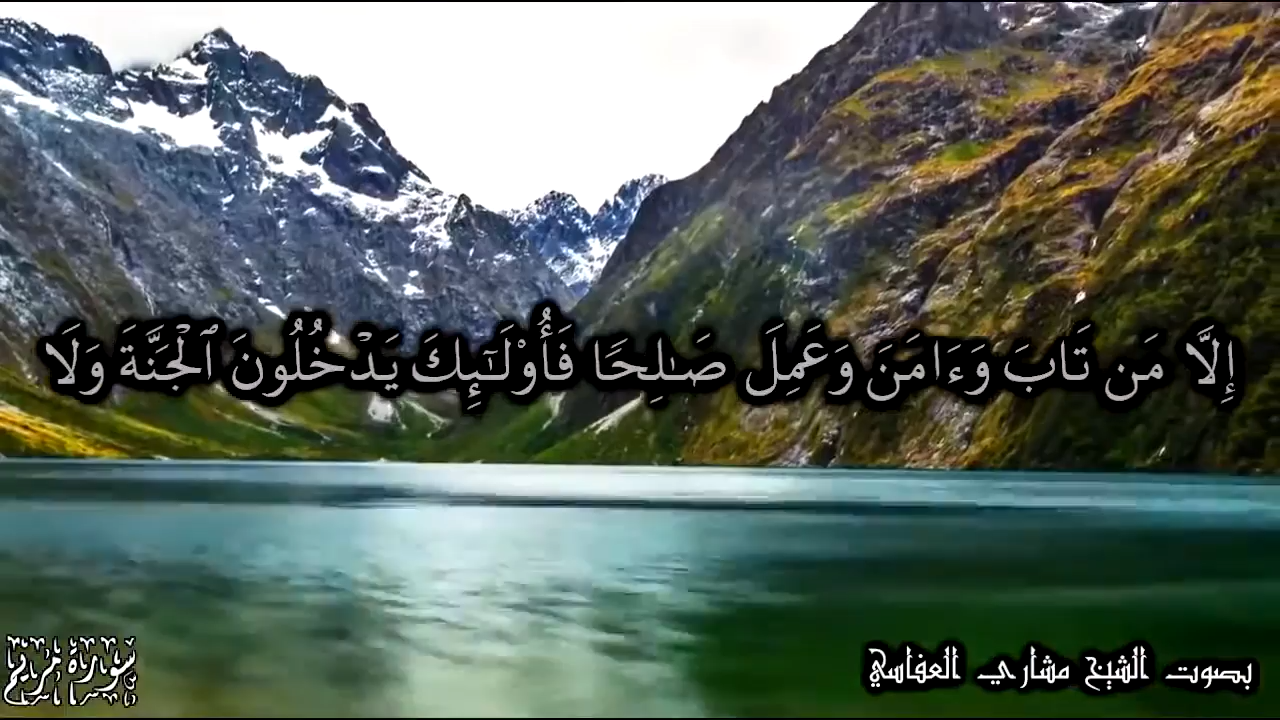 إِلَّا مَن تَابَ وَءَامَنَ وَعَمِلَ صَـٰلِحًا فَأُو۟لَـٰٓئِكَ يَدْخُلُونَ ٱلْجَنَّةَ وَلَا
بصوت الشيخ مشاري العفاسي
سورة مريم